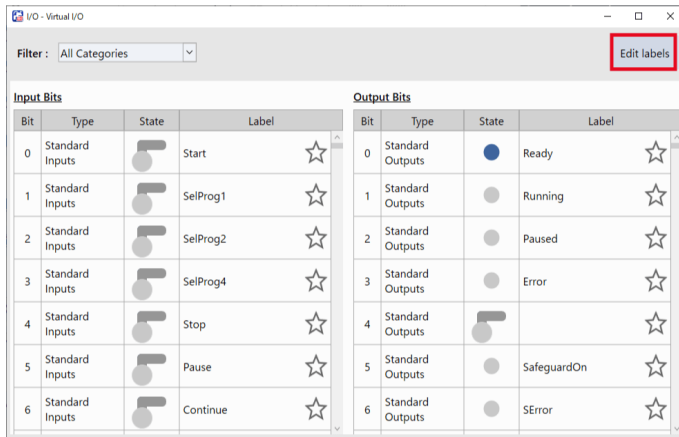 I/O - Virtual I/O
Filter : All Categories Edit labels
Input Bits Output Bits
Bit Type State Label Bit Type State Label
0 Standard Inputs Start 0 Standard Outputs Ready
1 Standard Inputs SelProg1 1 Standard Outputs Running
2 Standard Inputs SelProg2 2 Standard Outputs Paused
3 Standard Inputs SelProg4 3 Standard Outputs Error
4 Standard Inputs Stop 4 Standard Outputs
5 Standard Inputs Pause 5 Standard Outputs SafeguardOn
6 Standard Inputs Continue 6 Standard Outputs SError